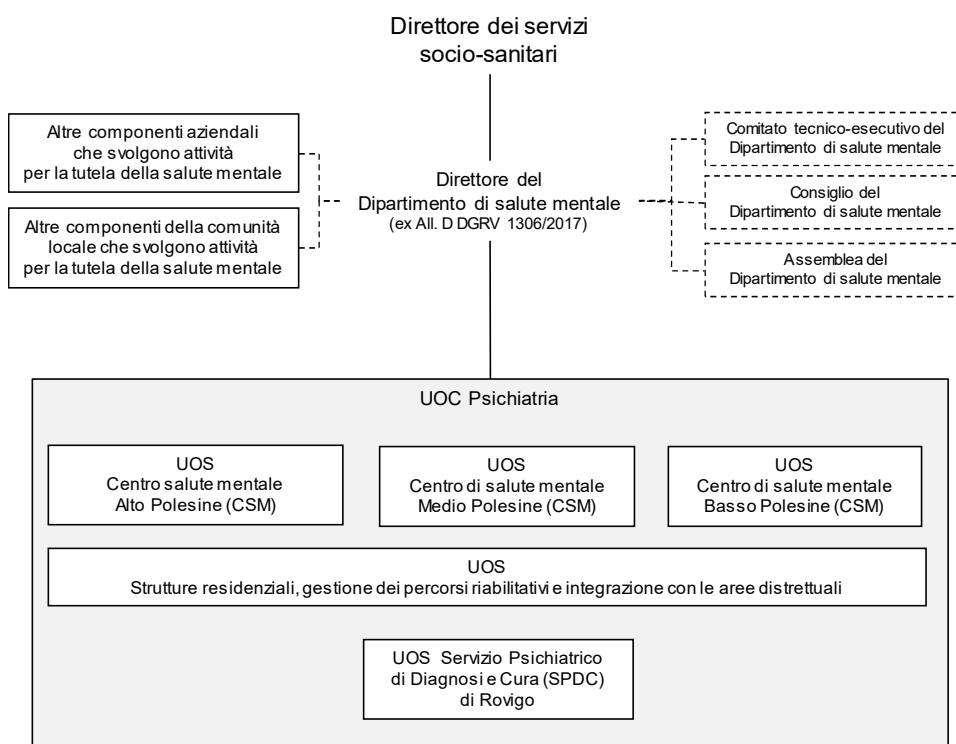 Direttore dei servizi
socio-sanitari
Altre componenti aziendali
che svolgono attività
per la tutela della salute mentale
Altre componenti della comunità
locale che svolgono attività
per la tutela della salute mentale
Direttore del
Dipartimento di salute mentale
(ex All. D DGRV 1306/2017)
Comitato tecnico-esecutivo del
Dipartimento di salute mentale
Consiglio del
Dipartimento di salute mentale
Assemblea del
Dipartimento di salute mentale
UOC Psichiatria
UOS
Centro salute mentale
Alto Polesine (CSM)
UOS
Centro di salute mentale
Medio Polesine (CSM)
UOS
Centro di salute mentale
Basso Polesine (CSM)
UOS
Strutture residenziali, gestione dei percorsi riabilitativi e integrazione con le aree distrettuali
UOS Servizio Psichiatrico
di Diagnosi e Cura (SPDC)
di Rovigo